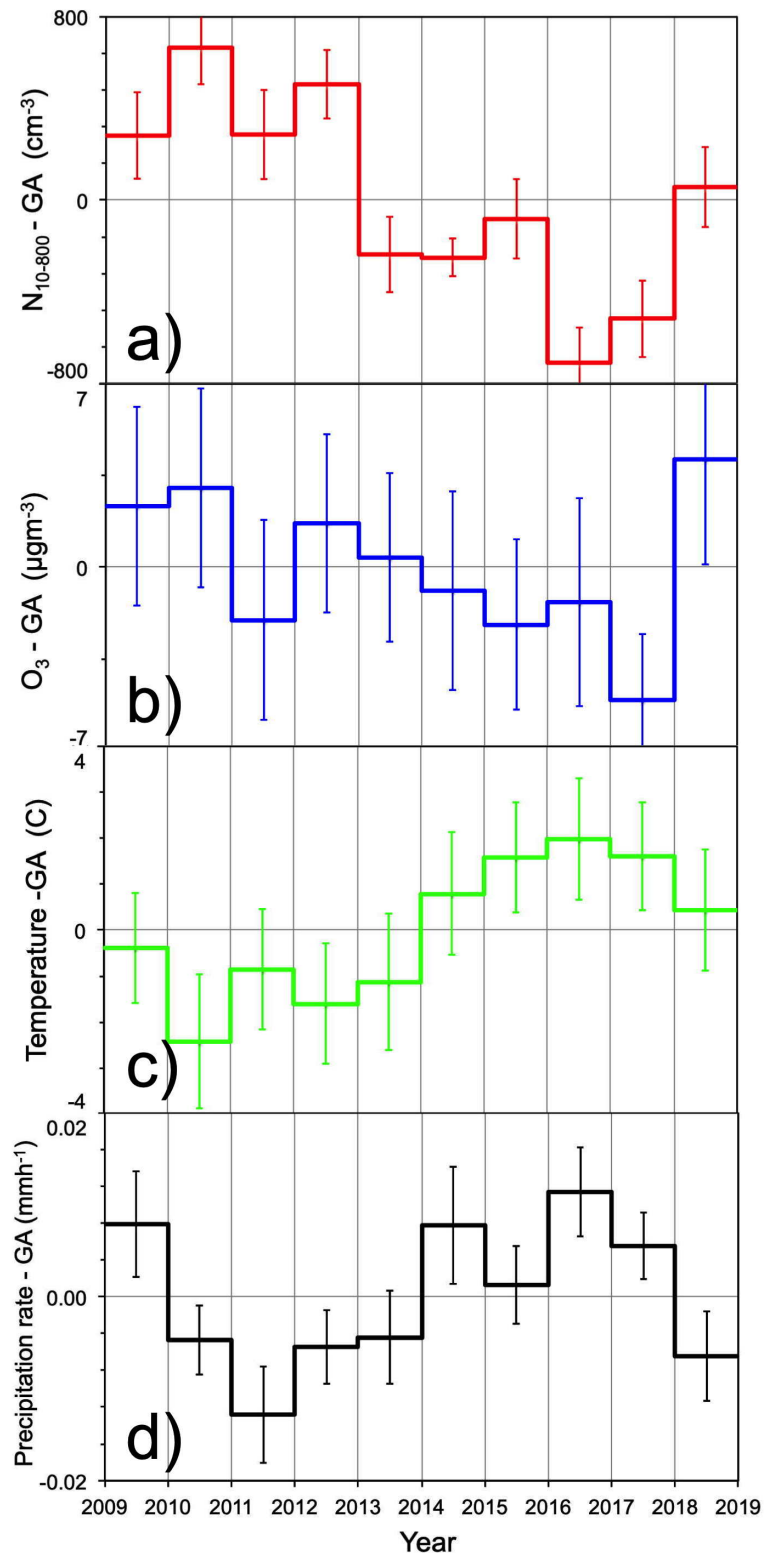 800
N10-800 - GA (cm-3)
0
a)
-800
7
O3 - GA (µgm-3)
0
b)
-7
4
Temperature -GA (C)
0
c)
-4
0.02
Precipitation rate - GA (mmh-1)
0.00
d)
-0.02
2009 2010 2011 2012 2013 2014 2015 2016 2017 2018 2019
Year